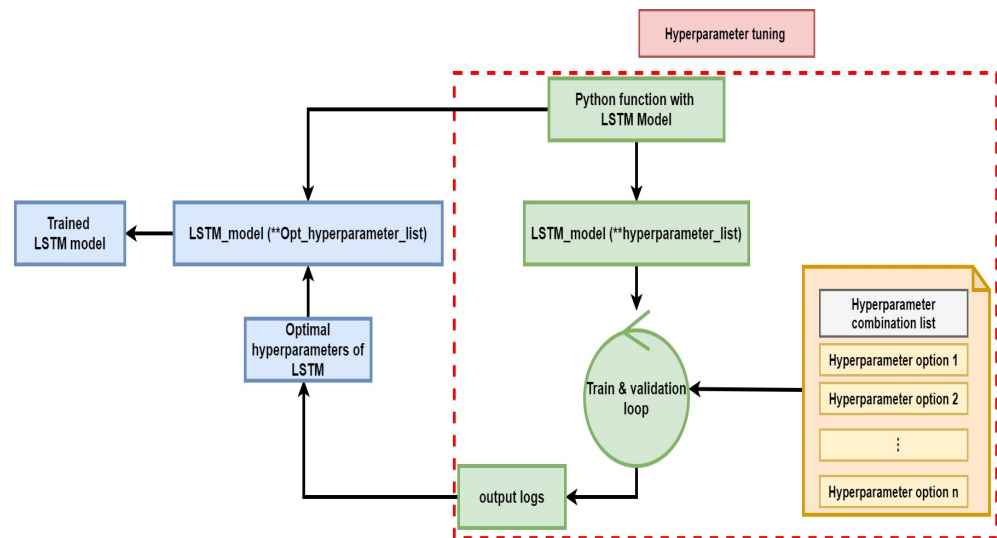 Hyperparameter tuning
Python function with
LSTM Model
Trained
LSTM model
LSTM_model (**Opt_hyperparameter_list)
LSTM_model (**hyperparameter_list)
Hyperparameter
combination list
Optimal
hyperparameters of
LSTM
Hyperparameter option 1
Train & validation
loop
Hyperparameter option 2
⋮
Hyperparameter option n
output logs